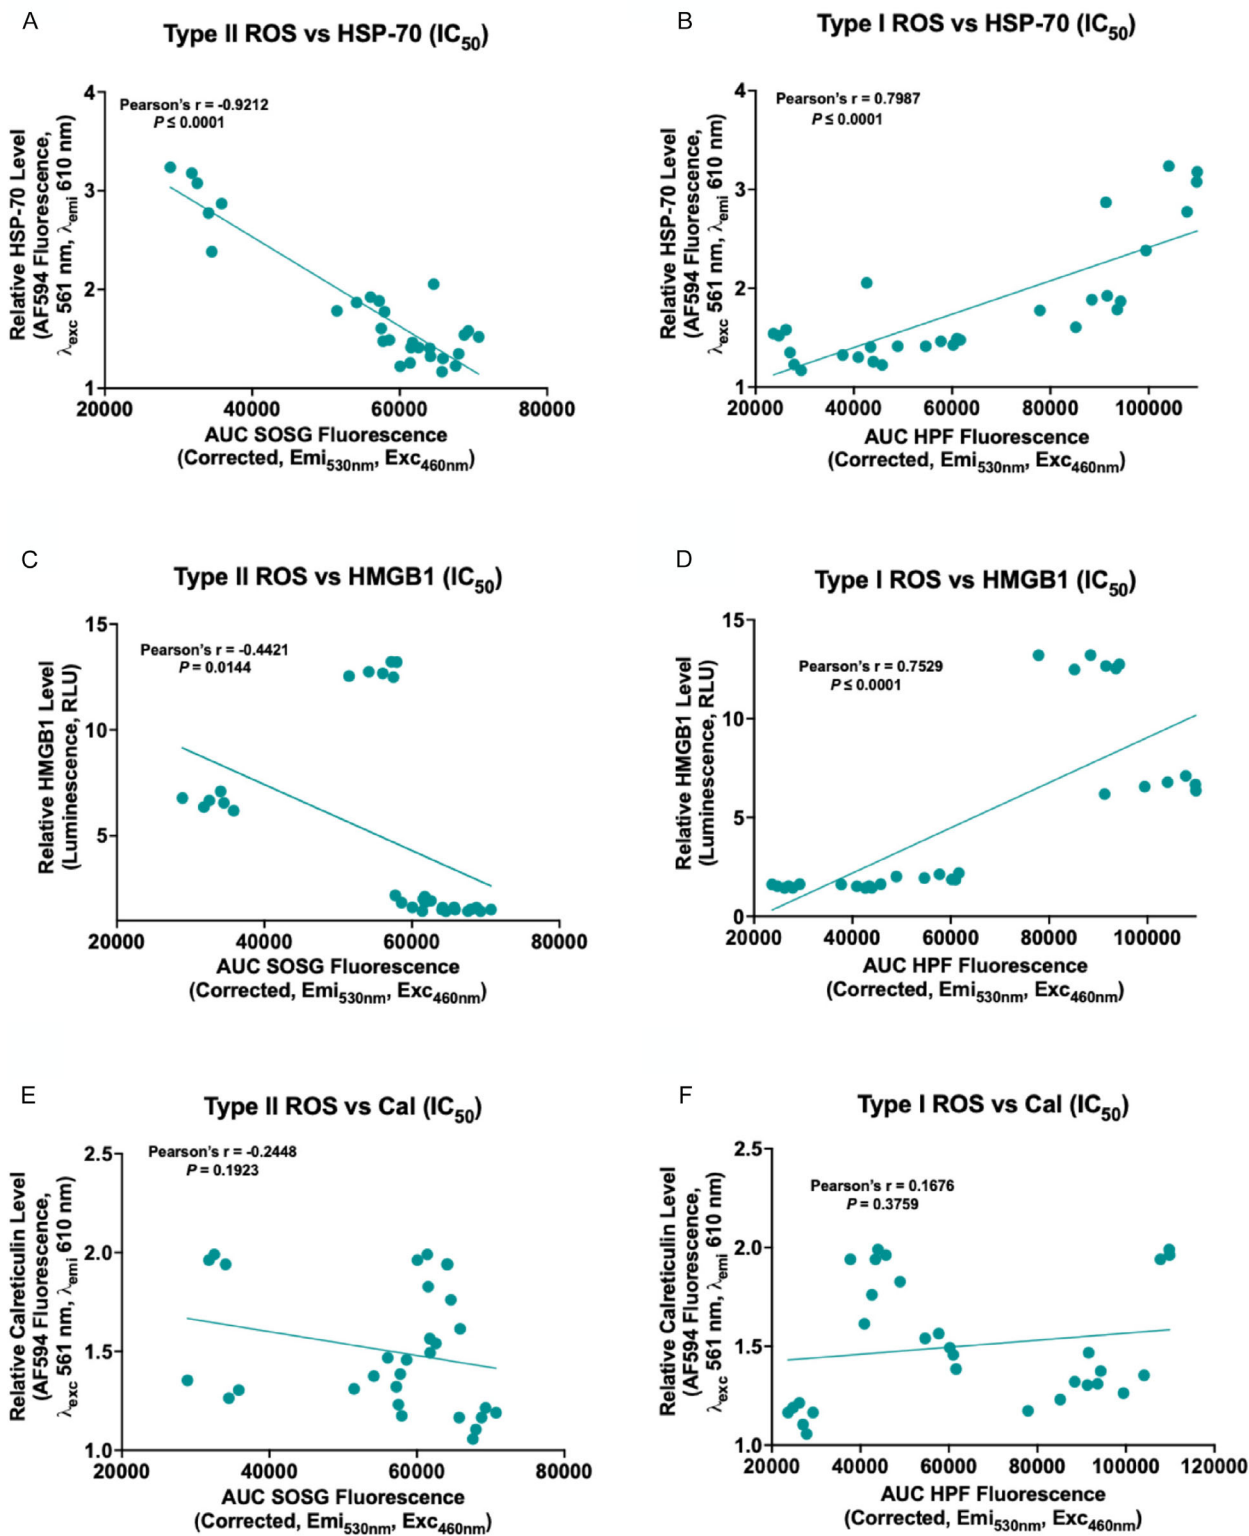 A
Type II ROS vs HSP-70 (IC50)
Pearson's r = -0.9212
P ≤ 0.0001
Relative HSP-70 Level
(AF594 Fluorescence,
λexc 561 nm, λemi 610 nm)
4
3
2
1
20000 40000 60000 80000
AUC SOSG Fluorescence
(Corrected, Emi530nm, Exc460nm)
B
Type I ROS vs HSP-70 (IC50)
Pearson's r = 0.7987
P ≤ 0.0001
Relative HSP-70 Level
(AF594 Fluorescence,
λexc 561 nm, λemi 610 nm)
4
3
2
1
20000 40000 60000 80000 100000
AUC HPF Fluorescence
(Corrected, Emi530nm, Exc460nm)
C
Type II ROS vs HMGB1 (IC50)
Pearson's r = -0.4421
P = 0.0144
Relative HMGB1 Level
(Luminescence, RLU)
15
10
5
20000 40000 60000 80000
AUC SOSG Fluorescence
(Corrected, Emi530nm, Exc460nm)
D
Type I ROS vs HMGB1 (IC50)
Pearson's r = 0.7529
P ≤ 0.0001
Relative HMGB1 Level
(Luminescence, RLU)
15
10
5
0
20000 40000 60000 80000 100000
AUC HPF Fluorescence
(Corrected, Emi530nm, Exc460nm)
E
Type II ROS vs Cal (IC50)
Pearson's r = -0.2448
P = 0.1923
Relative Calreticulin Level
(AF594 Fluorescence,
λexc 561 nm, λemi 610 nm)
2.5
2.0
1.5
1.0
20000 40000 60000 80000
AUC SOSG Fluorescence
(Corrected, Emi530nm, Exc460nm)
F
Type I ROS vs Cal (IC50)
Pearson's r = 0.1676
P = 0.3759
Relative Calreticulin Level
(AF594 Fluorescence,
λexc 561 nm, λemi 610 nm)
2.5
2.0
1.5
1.0
20000 40000 60000 80000 100000 120000
AUC HPF Fluorescence
(Corrected, Emi530nm, Exc460nm)